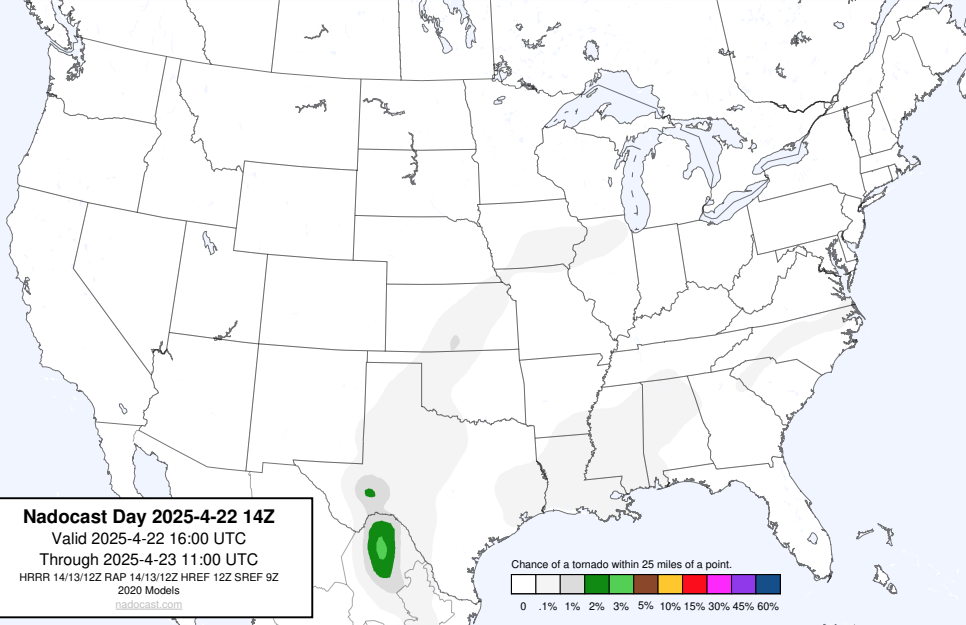 Nadocast Day 2025-4-22 14Z
Valid 2025-4-22 16:00 UTC
Through 2025-4-23 11:00 UTC
HRRR 14/13/12Z RAP 14/13/12Z HREF 12Z SREF 9Z
2020 Models
nadocast.com
Chance of a tornado within 25 miles of a point.
0 .1% 1% 2% 3% 5% 10% 15% 30% 45% 60%